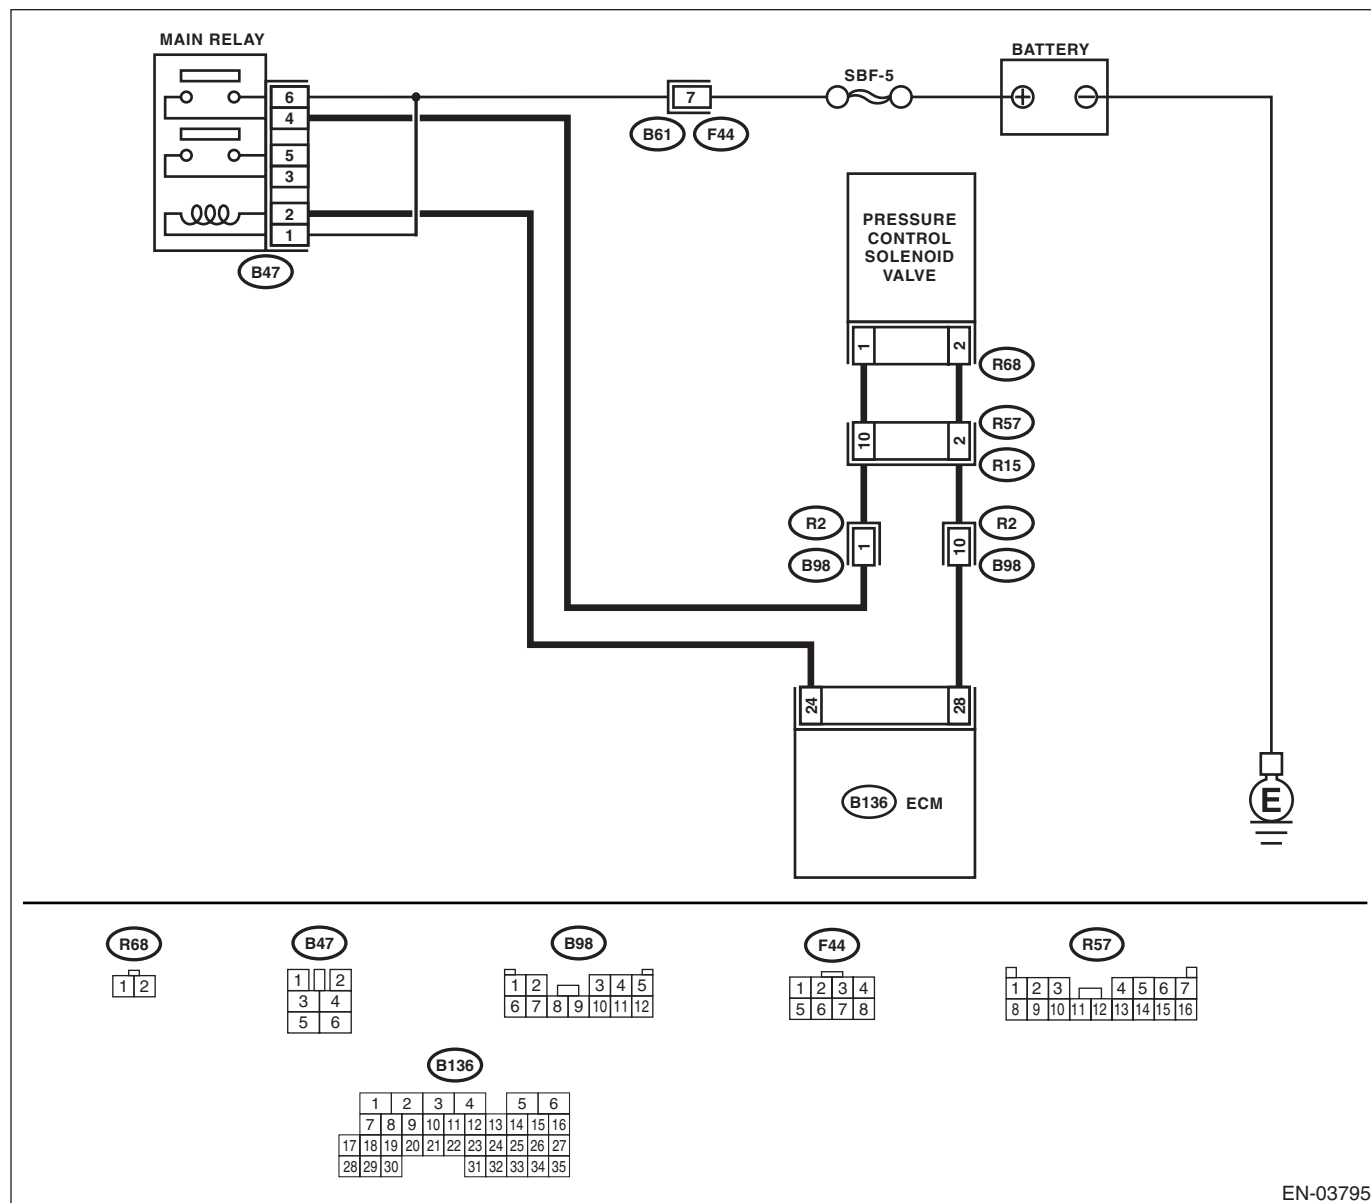 MAIN RELAY
BATTERY
SBF-5
6
4
5
3
2
1
B47
7
B61 F44
PRESSURE
CONTROL
SOLENOID
VALVE
1 2
R68
10 2
R57
R15
R2 R2
1 10
B98 B98
24 28
B136 ECM
E
R68 B47 B98 F44 R57
1 2
1 2
3 4
5 6
1 2 3 4 5
6 7 8 9 10 11 12
1 2 3 4
5 6 7 8
1 2 3 4 5 6 7
8 9 10 11 12 13 14 15 16
B136
1 2 3 4 5 6
7 8 9 10 11 12 13 14 15 16
17 18 19 20 21 22 23 24 25 26 27
28 29 30 31 32 33 34 35
EN-03795